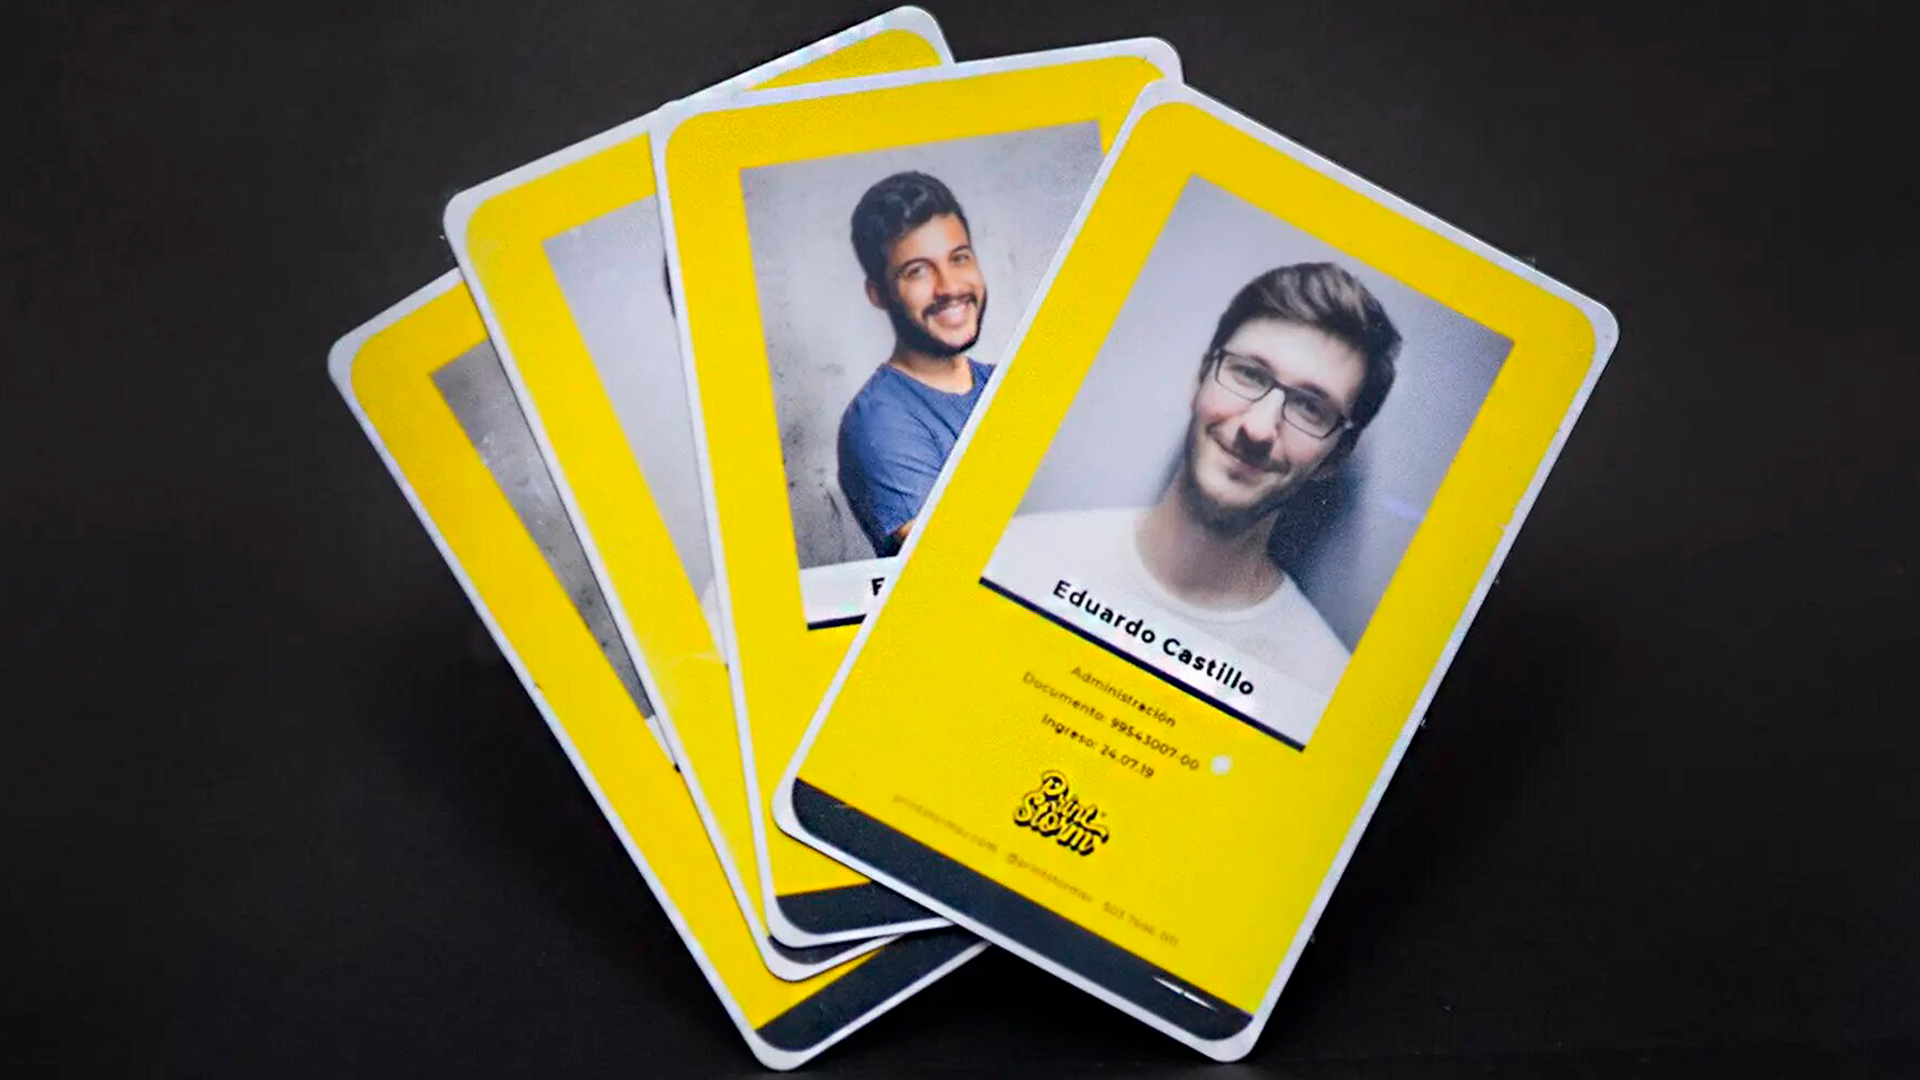 Eduardo Castillo
Administración
Documento: 99543007-00
Ingreso: 24.07.19
Print
Storm
F